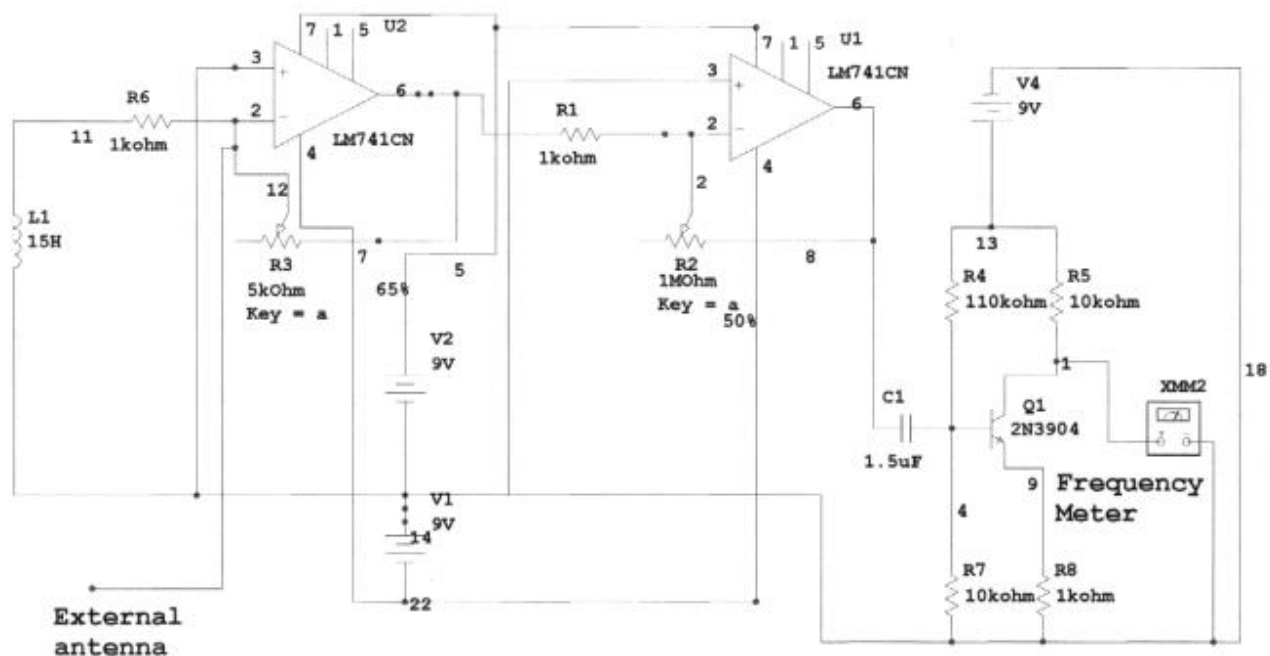 7 1 5 U2
3
+
2
−
6
LM741CN
4
R6
1kohm
11
12
L1
15H
R3
5kOhm
Key = a
65%
7
5
V2
9V
V1
9V
14
22
External
antenna
R1
1kohm
7 1 5 U1
LM741CN
3
+
2
−
6
4
2
R2
1MOhm
Key = a
50%
8
C1
1.5uF
V4
9V
13
R4
110kohm
R5
10kohm
1
18
XMM2
Q1
2N3904
9
Frequency
Meter
4
R7
10kohm
R8
1kohm